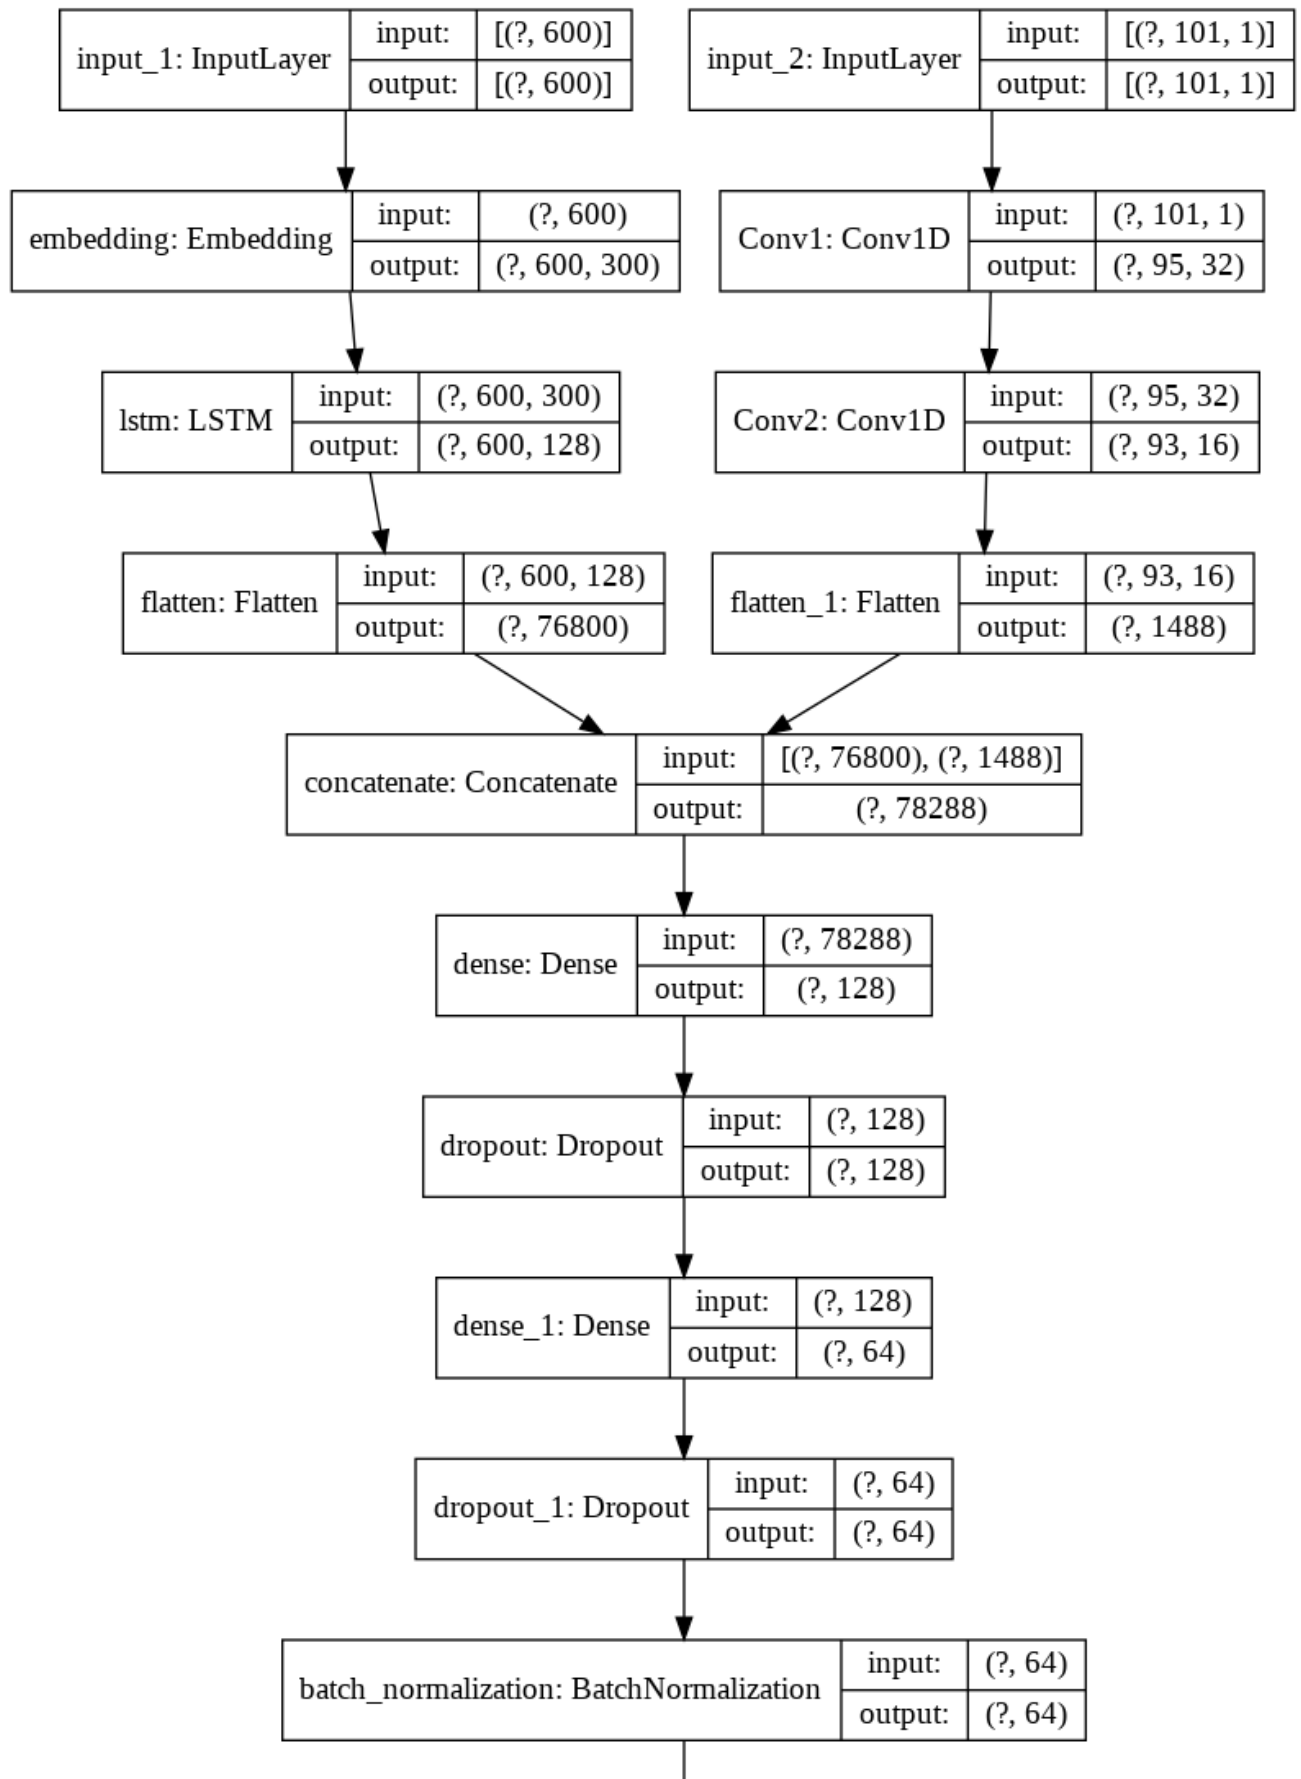 input_1: InputLayer input: [(?, 600)]
output: [(?, 600)]
input_2: InputLayer input: [(?, 101, 1)]
output: [(?, 101, 1)]
embedding: Embedding input: (?, 600)
output: (?, 600, 300)
Conv1: Conv1D input: (?, 101, 1)
output: (?, 95, 32)
lstm: LSTM input: (?, 600, 300)
output: (?, 600, 128)
Conv2: Conv1D input: (?, 95, 32)
output: (?, 93, 16)
flatten: Flatten input: (?, 600, 128)
output: (?, 76800)
flatten_1: Flatten input: (?, 93, 16)
output: (?, 1488)
concatenate: Concatenate input: [(?, 76800), (?, 1488)]
output: (?, 78288)
dense: Dense input: (?, 78288)
output: (?, 128)
dropout: Dropout input: (?, 128)
output: (?, 128)
dense_1: Dense input: (?, 128)
output: (?, 64)
dropout_1: Dropout input: (?, 64)
output: (?, 64)
batch_normalization: BatchNormalization input: (?, 64)
output: (?, 64)